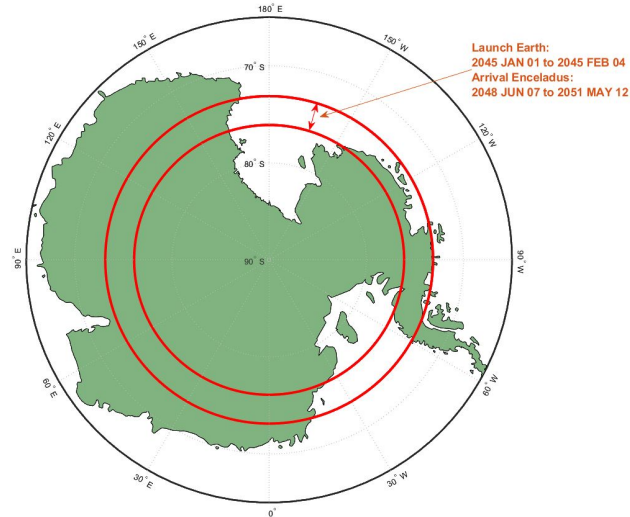 180° E
150° E
150° W
Launch Earth:
2045 JAN 01 to 2045 FEB 04
Arrival Enceladus:
2048 JUN 07 to 2051 MAY 12
70° S
120° E
120° W
80° S
90° E
90° S
90° W
60° E
60° W
30° E
30° W
0°